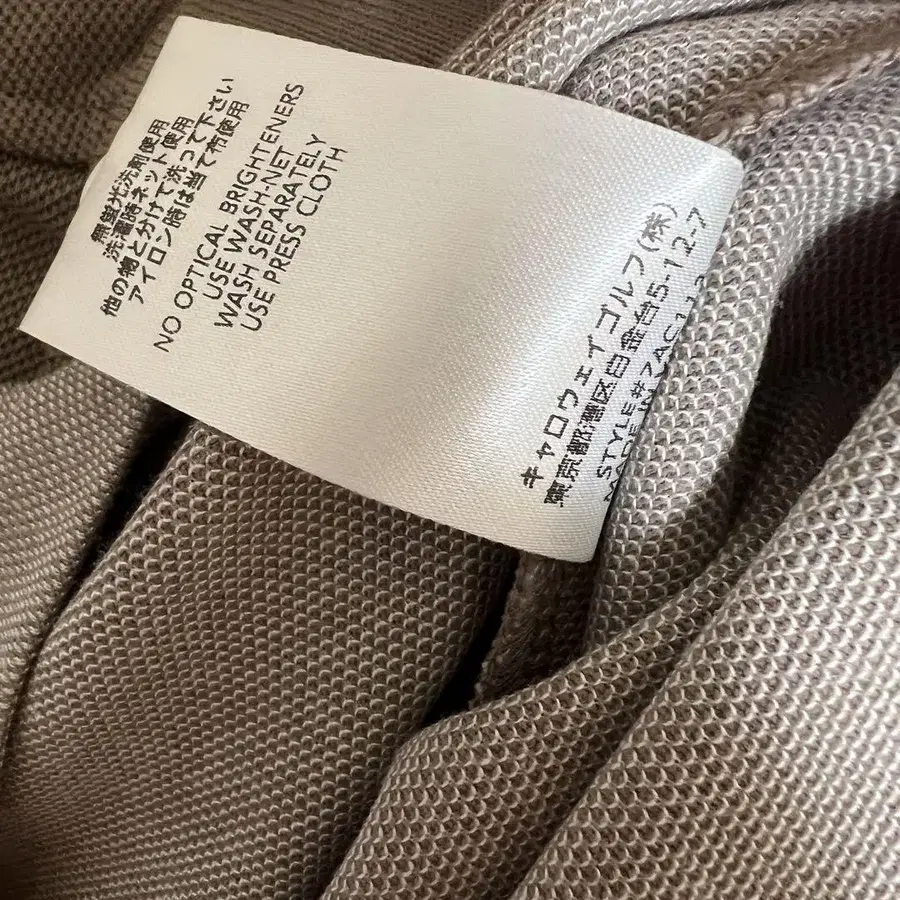 無蛍光洗剤使用
洗濯時ネット使用
他の物と分けて洗って下さい
アイロン時は当て布使用
NO OPTICAL BRIGHTENERS
USE WASH-NET
WASH SEPARATELY
USE PRESS CLOTH
キャロウェイゴルフ(株)
東京都港区白金台5-12-7
STYLE#
MADE IN